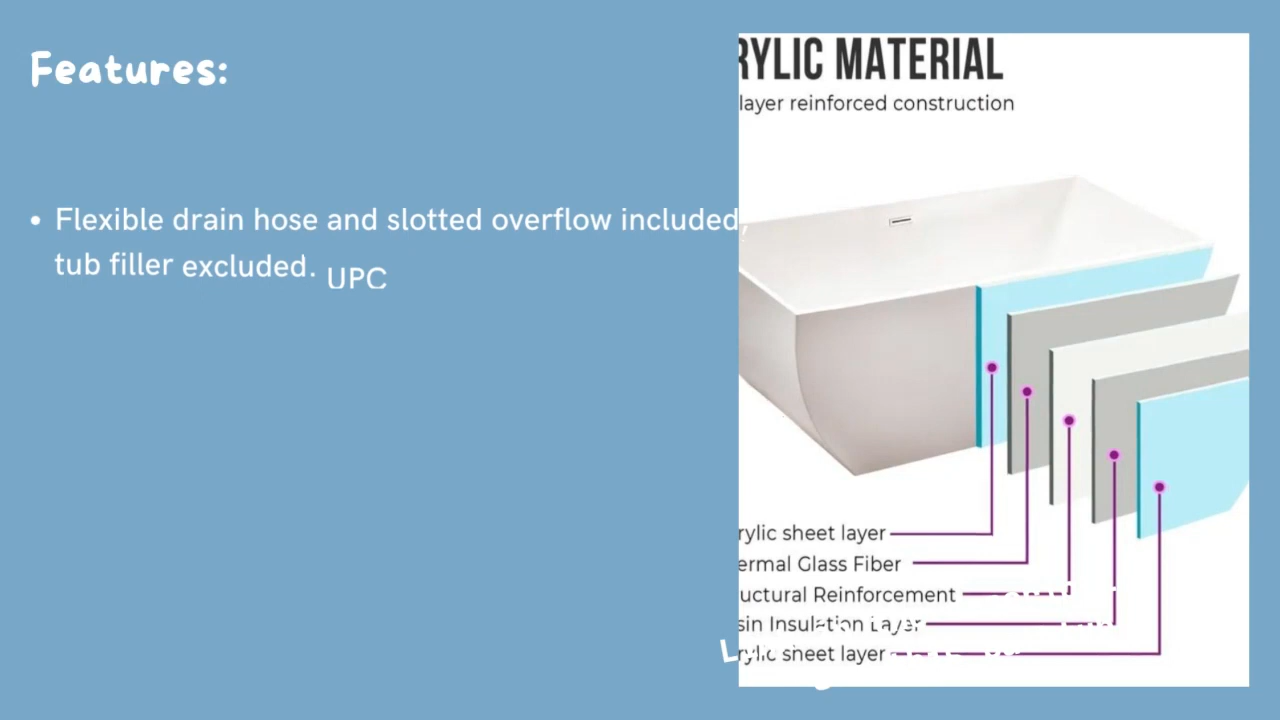 Features:
• Flexible drain hose and slotted overflow included
tub filler excluded. UPC
RYLIC MATERIAL
layer reinforced construction
rylic sheet layer
ermal Glass Fiber
uctural Reinforcement
sin Insulation Layer
rylic sheet layer